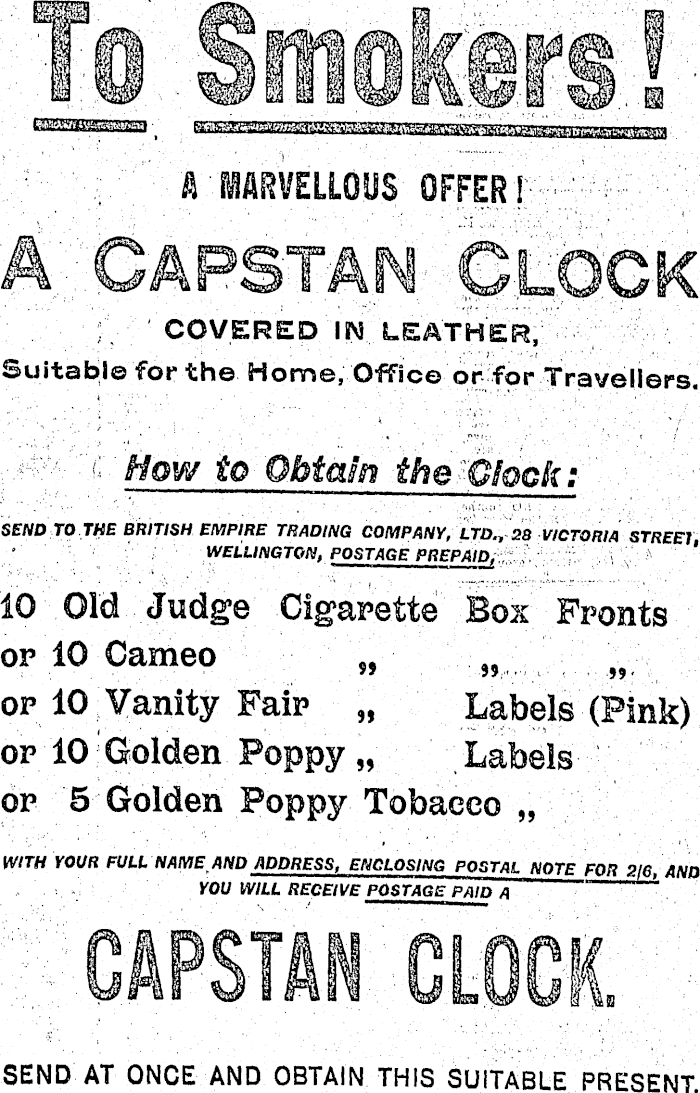 To Smokers!
A MARVELLOUS OFFER!
A CAPSTAN CLOCK
COVERED IN LEATHER,
Suitable for the Home, Office or for Travellers.
How to Obtain the Clock:
SEND TO THE BRITISH EMPIRE TRADING COMPANY, LTD., 28 VICTORIA STREET,
WELLINGTON, POSTAGE PREPAID,
10 Old Judge Cigarette Box Fronts
or 10 Cameo „ „ „
or 10 Vanity Fair „ Labels (Pink)
or 10 Golden Poppy „ Labels
or 5 Golden Poppy Tobacco „
WITH YOUR FULL NAME AND ADDRESS, ENCLOSING POSTAL NOTE FOR 2/6, AND
YOU WILL RECEIVE POSTAGE PAID A
CAPSTAN CLOCK.
SEND AT ONCE AND OBTAIN THIS SUITABLE PRESENT.